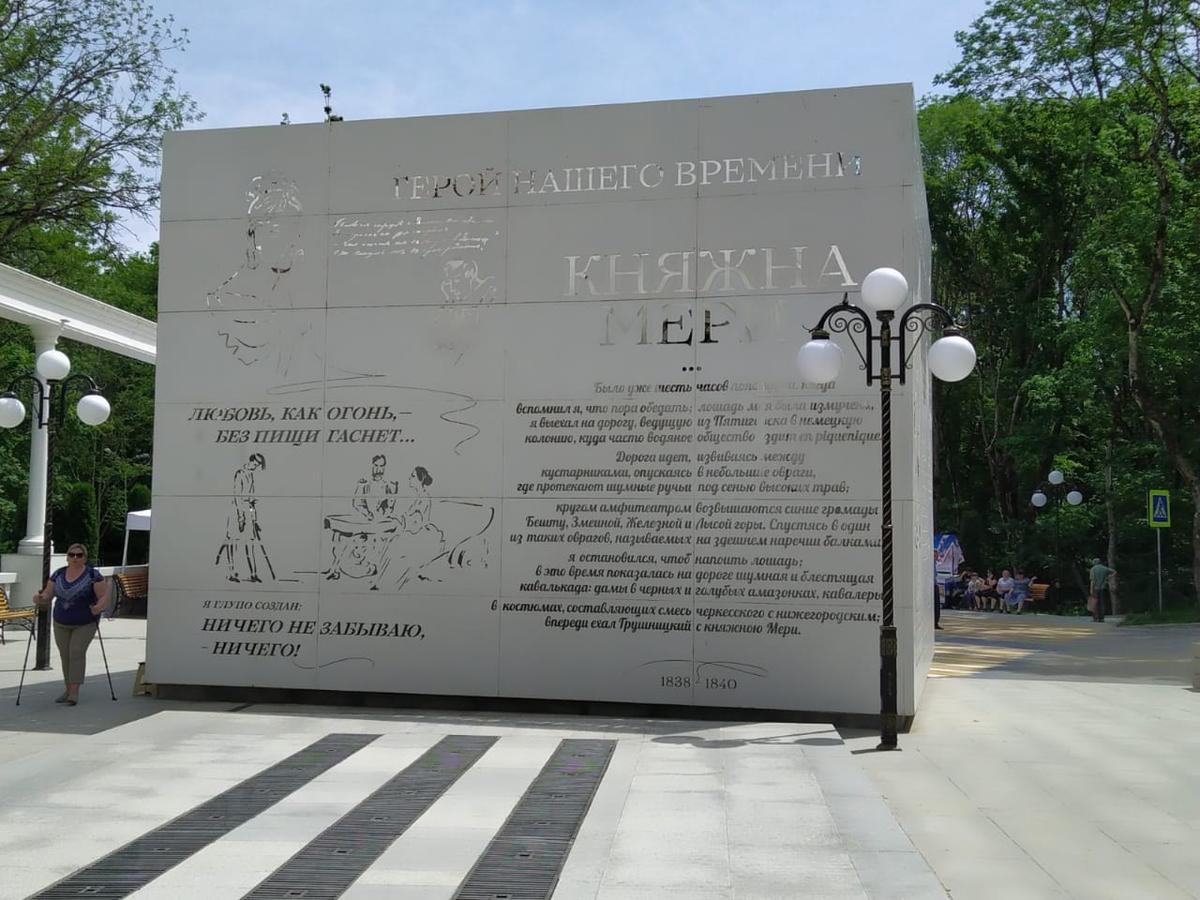 ГЕРОЙ НАШЕГО ВРЕМЕНИ
КНЯЖНА
МЕРИ
...
Было уже шесть часов
вспомнил я, что пора обедать; лошадь моя была измучена,
я выехал на дорогу, ведущую из Пятигорска в немецкую
колонию, куда часто водяное общество ездит en piquenique.
Дорога идет, извиваясь между
кустарниками, опускаясь в небольшие овраги,
где протекают шумные ручьи под сенью высоких трав;
кругом амфитеатром возвышаются синие громады
Бешту, Змеиной, Железной и Лысой горы. Спустясь в один
из таких оврагов, называемых на здешнем наречии балками,
я остановился, чтоб напоить лошадь;
в это время показалась на дороге шумная и блестящая
кавалькада: дамы в черных и голубых амазонках, кавалеры
в костюмах, составляющих смесь черкесского с нижегородским;
впереди ехал Грушницкий с княжною Мери.
1838 1840
ЛЮБОВЬ, КАК ОГОНЬ,–
БЕЗ ПИЩИ ГАСНЕТ...
Я ГЛУПО СОЗДАН:
НИЧЕГО НЕ ЗАБЫВАЮ,
- НИЧЕГО!